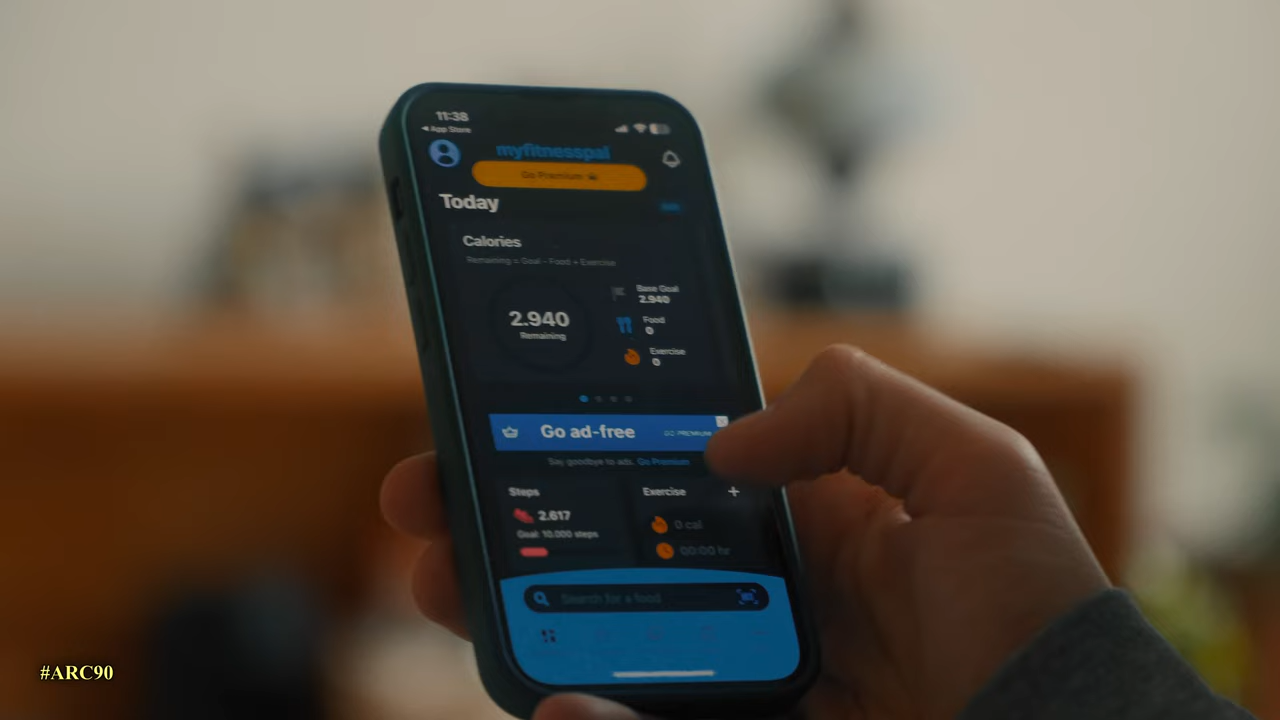 11:38
App Store
myfitnesspal
Go Premium
Today
Calories
Remaining = Goal - Food + Exercise
Base Goal
2.940
2.940
Remaining
Food
0
Exercise
0
Go ad-free
GO PREMIUM
Say goodbye to ads. Go Premium
Steps
Exercise +
2.617
0 cal
Goal: 10.000 steps
00:00 hr
Search for a food
#ARC90